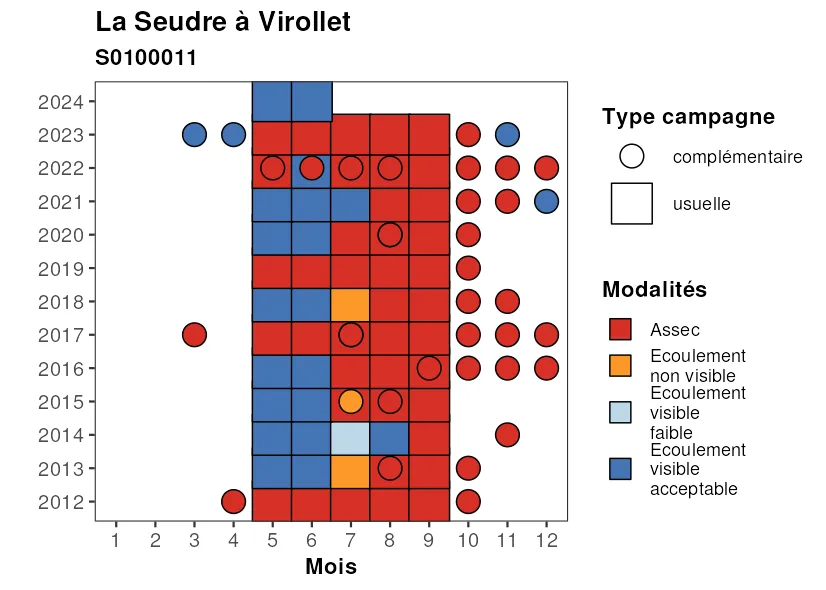 La Seudre à Virollet
S0100011
2024
2023
2022
2021
2020
2019
2018
2017
2016
2015
2014
2013
2012
1 2 3 4 5 6 7 8 9 10 11 12
Mois
Type campagne
complémentaire
usuelle
Modalités
Assec
Ecoulement
non visible
Ecoulement
visible
faible
Ecoulement
visible
acceptable